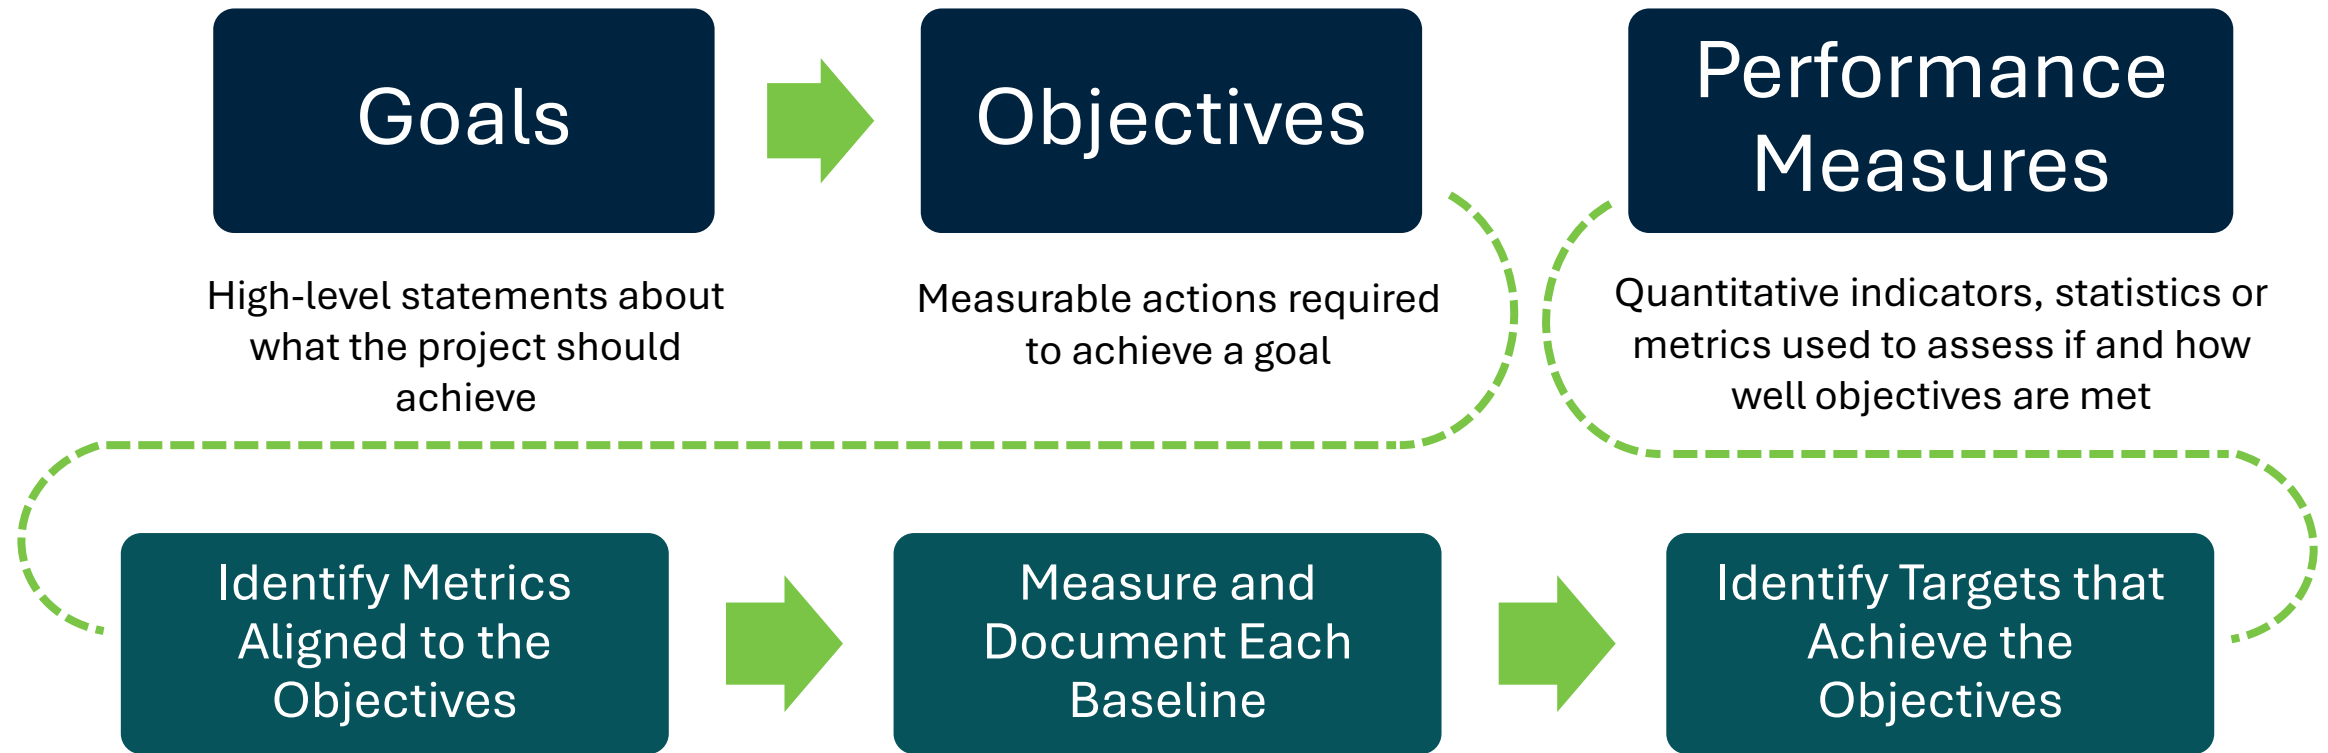 Goals
Objectives
Performance
Measures
High-level statements about
what the project should
achieve
Measurable actions required
to achieve a goal
Quantitative indicators, statistics or
metrics used to assess if and how
well objectives are met
Identify Metrics
Aligned to the
Objectives
Measure and
Document Each
Baseline
Identify Targets that
Achieve the
Objectives